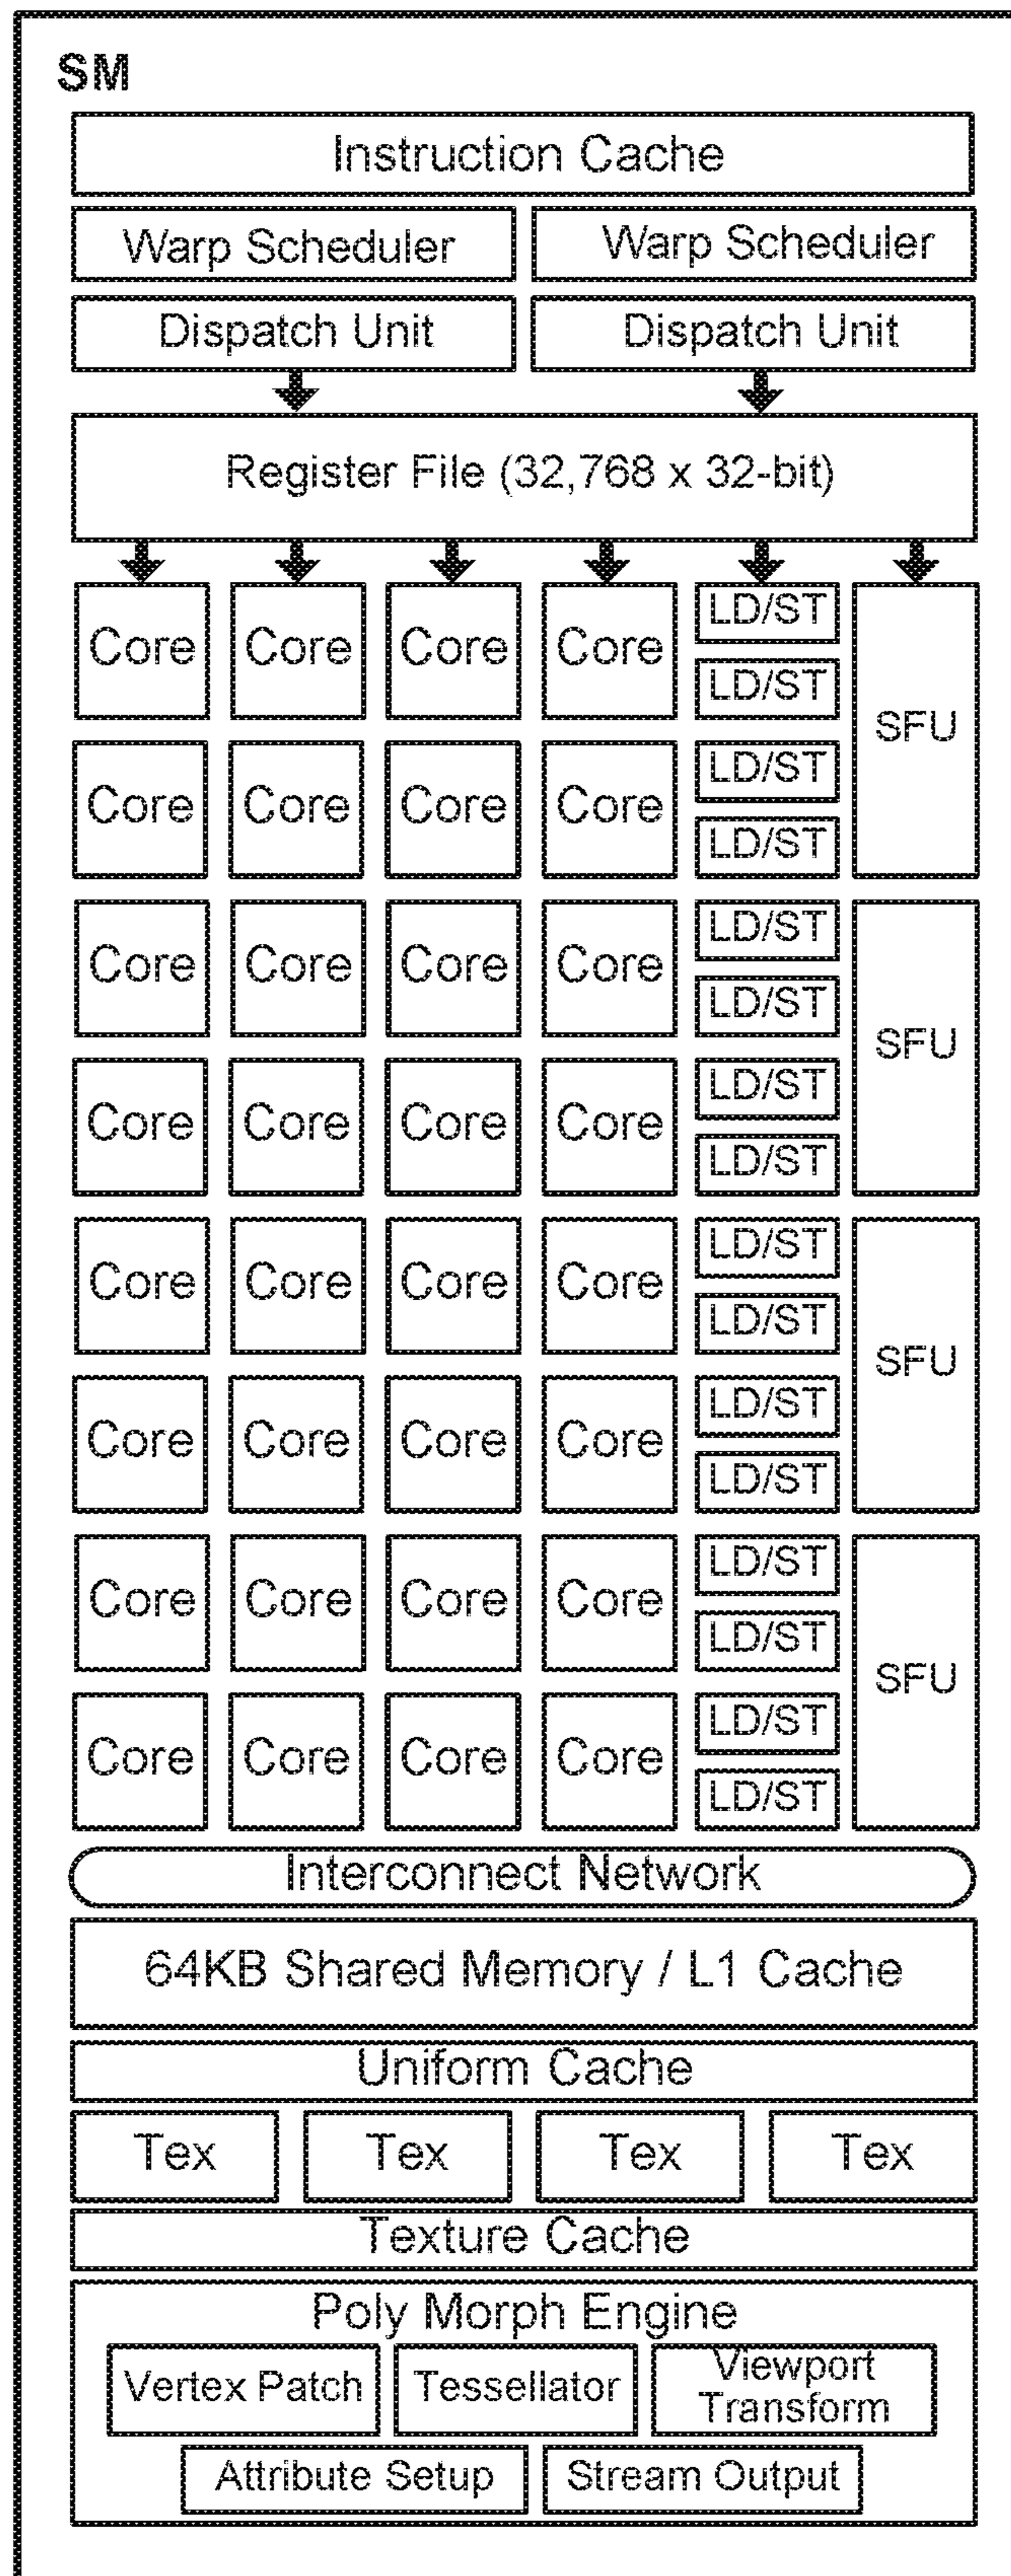 SM
Instruction Cache
Warp Scheduler Warp Scheduler
Dispatch Unit Dispatch Unit
Register File (32,768 x 32-bit)
Core Core Core Core LD/ST SFU
LD/ST
Core Core Core Core LD/ST
LD/ST
Core Core Core Core LD/ST SFU
LD/ST
Core Core Core Core LD/ST
LD/ST
Core Core Core Core LD/ST SFU
LD/ST
Core Core Core Core LD/ST
LD/ST
Core Core Core Core LD/ST SFU
LD/ST
Core Core Core Core LD/ST
LD/ST
Interconnect Network
64KB Shared Memory / L1 Cache
Uniform Cache
Tex Tex Tex Tex
Texture Cache
Poly Morph Engine
Vertex Patch Tessellator Viewport
Transform
Attribute Setup Stream Output